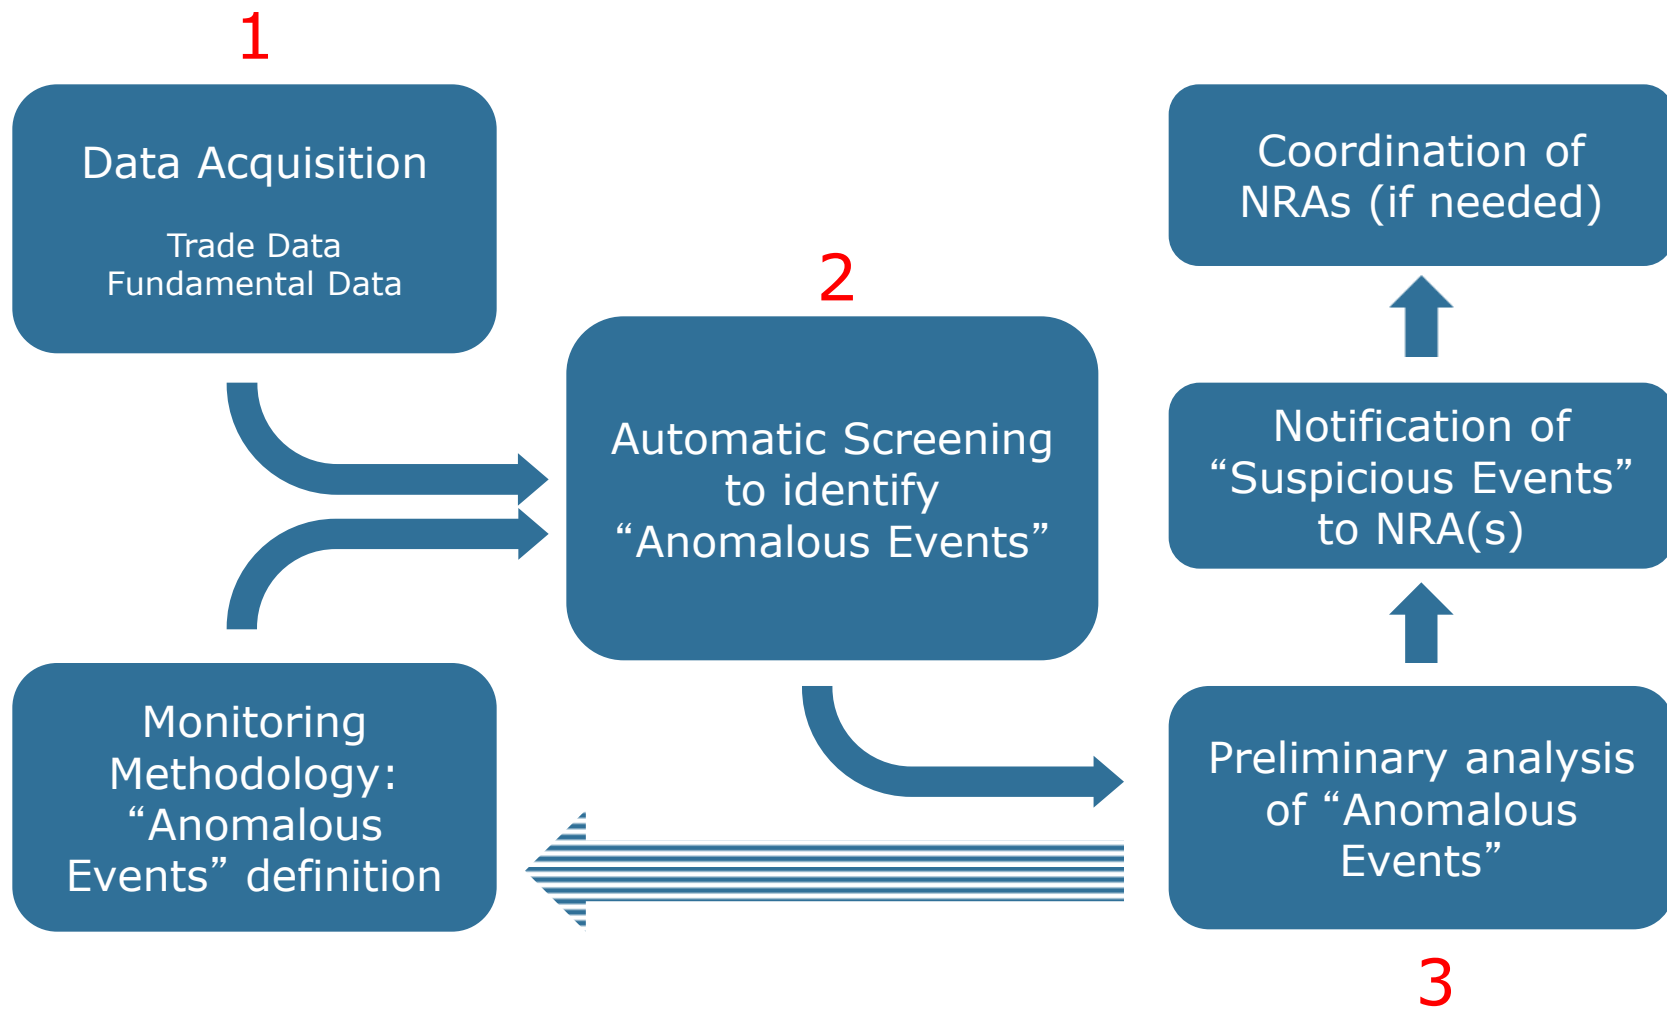 1
Data Acquisition
Trade Data
Fundamental Data
2
Automatic Screening
to identify
“Anomalous Events”
Monitoring
Methodology:
“Anomalous
Events” definition
Coordination of
NRAs (if needed)
Notification of
“Suspicious Events”
to NRA(s)
Preliminary analysis
of “Anomalous
Events”
3